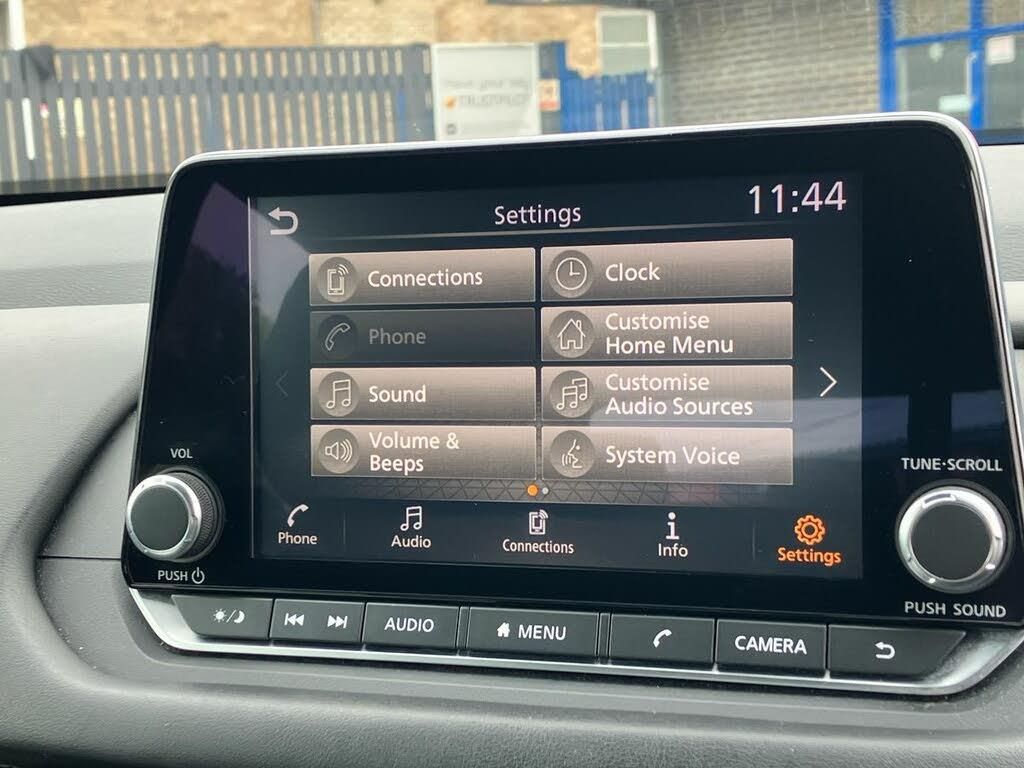 TRUSTPILOT
Settings
11:44
Connections
Clock
Phone
Customise
Home Menu
Sound
Customise
Audio Sources
Volume &
Beeps
System Voice
VOL
TUNE·SCROLL
Phone
Audio
Connections
Info
Settings
PUSH
PUSH SOUND
AUDIO
MENU
CAMERA